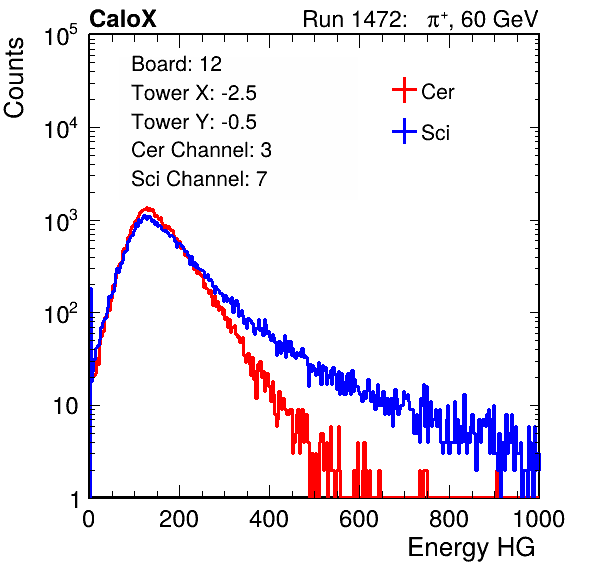 CaloX Run 1472: π⁺, 60 GeV
Counts
10⁵
10⁴
10³
10²
10
1
Board: 12
Tower X: -2.5
Tower Y: -0.5
Cer Channel: 3
Sci Channel: 7
Cer
Sci
0 200 400 600 800 1000
Energy HG